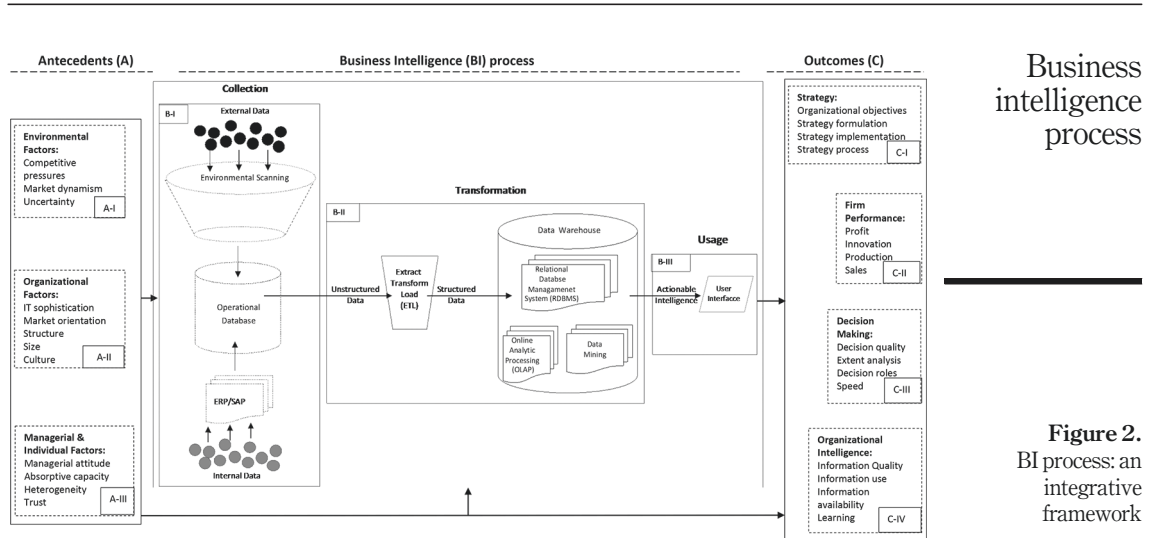 Antecedents (A)
Business Intelligence (BI) process
Outcomes (C)
Environmental
Factors:
Competitive
pressures
Market dynamism
Uncertainty
A-I
Organizational
Factors:
IT sophistication
Market orientation
Structure
Size
Culture
A-II
Managerial &
Individual Factors:
Managerial attitude
Absorptive capacity
Heterogeneity
Trust
A-III
Collection
B-I
External Data
Environmental Scanning
Operational
Database
ERP/SAP
Internal Data
Unstructured
Data
Transformation
B-II
Extract
Transform
Load
(ETL)
Structured
Data
Data Warehouse
Relational
Databse
Managamenet
System (RDBMS)
Online
Analytic
Processing
(OLAP)
Data
Mining
Usage
B-III
Actionable
Intelligence
User
Interfacce
Strategy:
Organizational objectives
Strategy formulation
Strategy implementation
Strategy process
C-I
Firm
Performance:
Profit
Innovation
Production
Sales
C-II
Decision
Making:
Decision quality
Extent analysis
Decision roles
Speed
C-III
Organizational
Intelligence:
Information Quality
Information use
Information
availability
Learning
C-IV
Business
intelligence
process
Figure 2.
BI process: an
integrative
framework